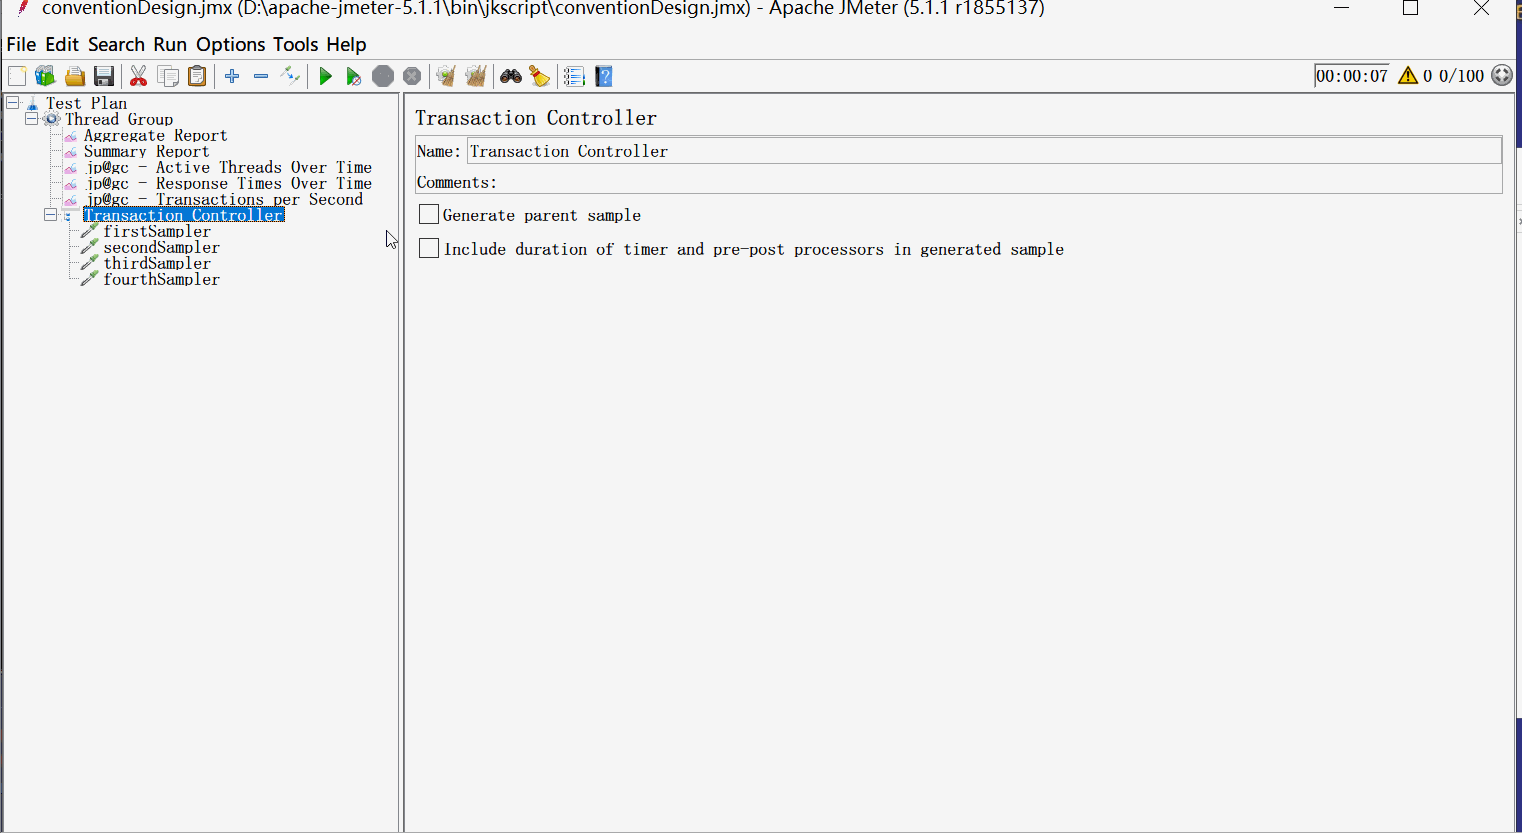 conventionDesign.jmx (D:\apache-jmeter-5.1.1\bin\jkscript\conventionDesign.jmx) - Apache JMeter (5.1.1 r1855137)
File Edit Search Run Options Tools Help
00:00:07 0 0/100
Test Plan
Thread Group
Aggregate Report
Summary Report
jp@gc - Active Threads Over Time
jp@gc - Response Times Over Time
jp@gc - Transactions per Second
Transaction Controller
firstSampler
secondSampler
thirdSampler
fourthSampler
Transaction Controller
Name: Transaction Controller
Comments:
Generate parent sample
Include duration of timer and pre-post processors in generated sample